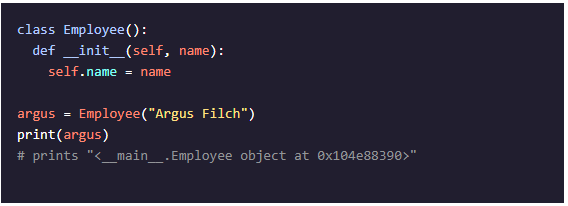 class Employee():
  def __init__(self, name):
    self.name = name

argus = Employee("Argus Filch")
print(argus)
# prints "<__main__.Employee object at 0x104e88390>"